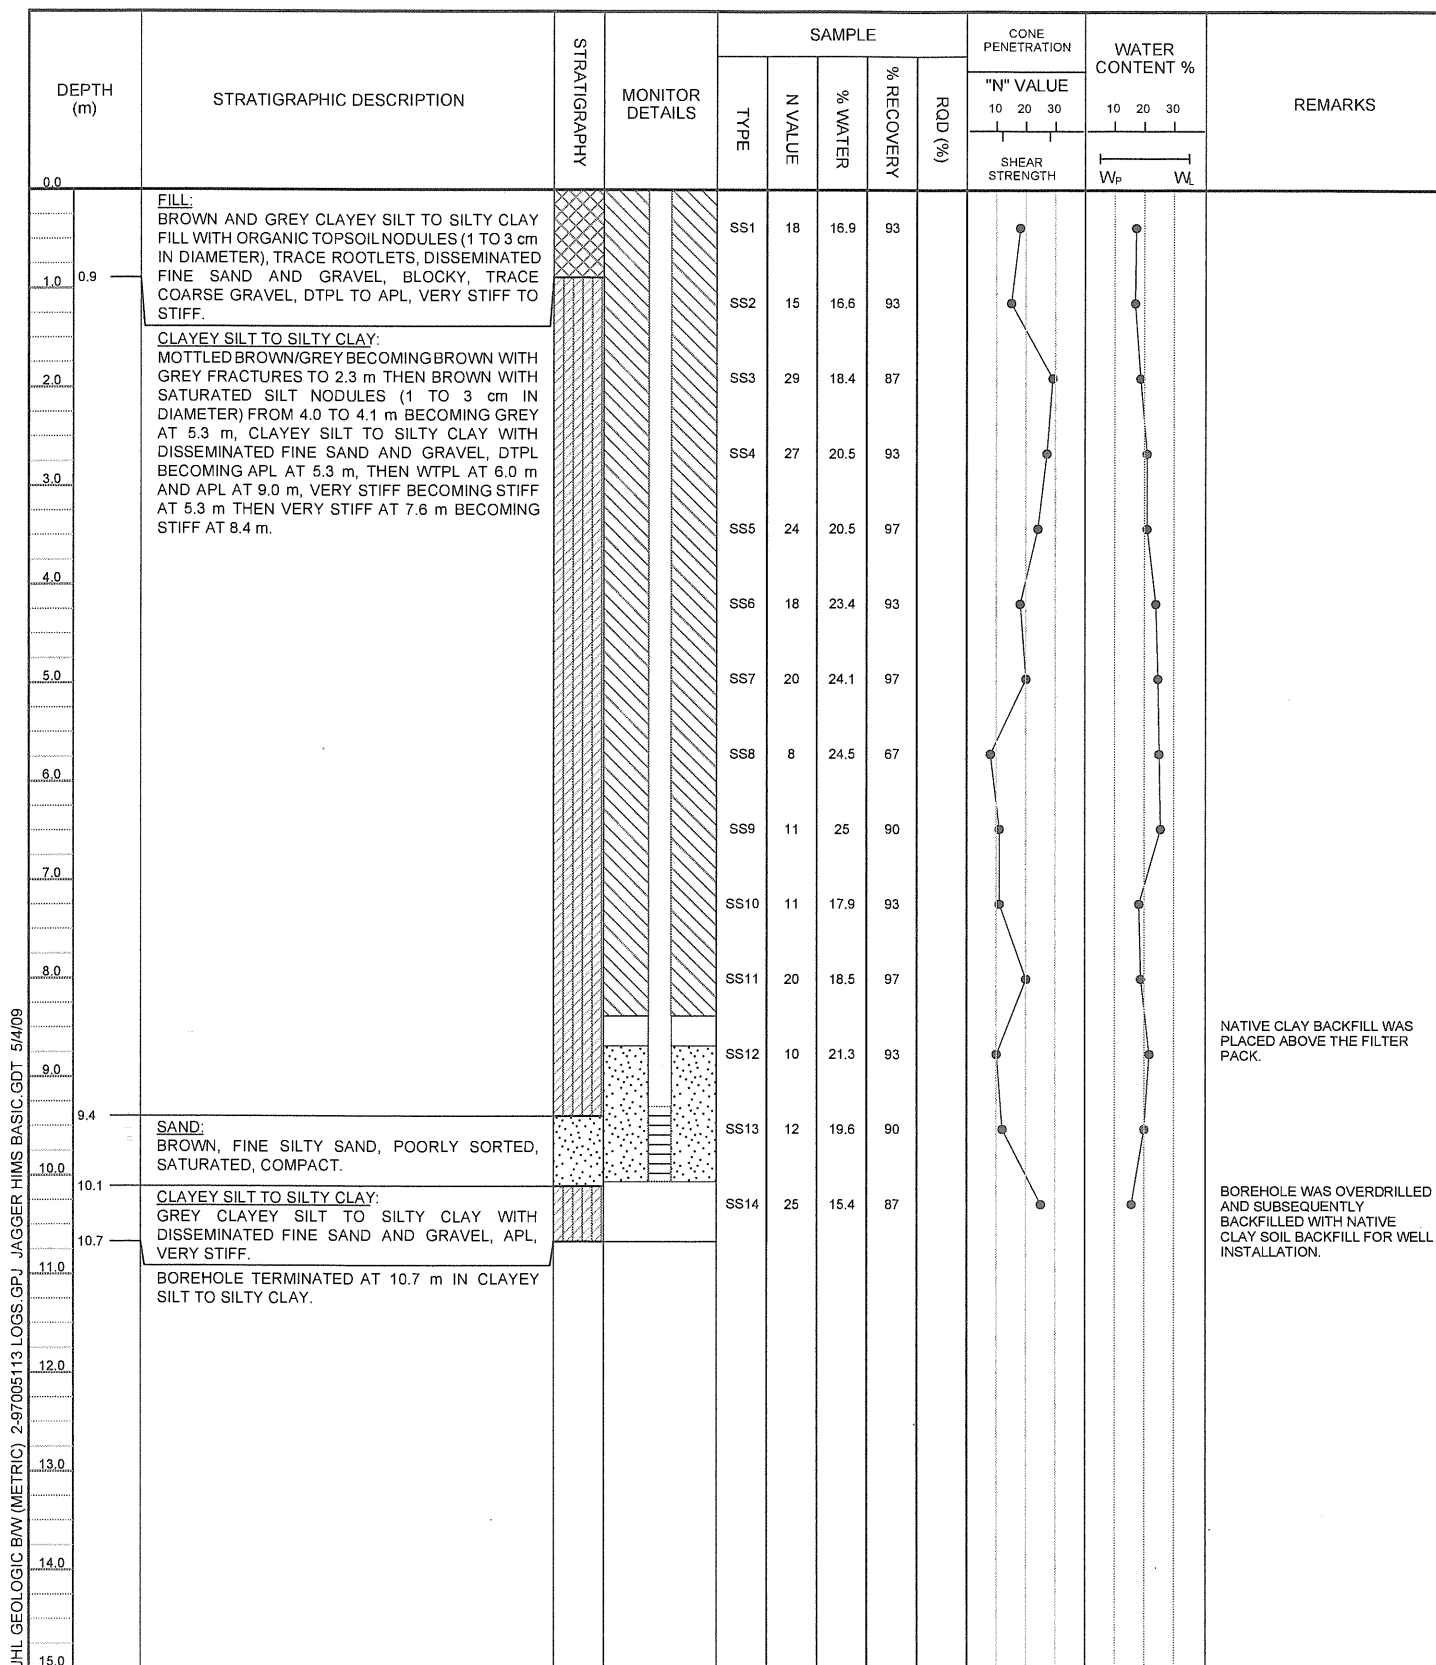 DEPTH
(m)
STRATIGRAPHIC DESCRIPTION
STRATIGRAPHY
MONITOR
DETAILS
SAMPLE
TYPE
N VALUE
% WATER
% RECOVERY
RQD (%)
CONE
PENETRATION
"N" VALUE
10 20 30
SHEAR
STRENGTH
WATER
CONTENT %
10 20 30
WP WL
REMARKS
0.0
FILL:
BROWN AND GREY CLAYEY SILT TO SILTY CLAY
FILL WITH ORGANIC TOPSOIL NODULES (1 TO 3 cm
IN DIAMETER), TRACE ROOTLETS, DISSEMINATED
FINE SAND AND GRAVEL, BLOCKY, TRACE
COARSE GRAVEL, DTPL TO APL, VERY STIFF TO
STIFF.
0.9
1.0
CLAYEY SILT TO SILTY CLAY:
MOTTLED BROWN/GREY BECOMING BROWN WITH
GREY FRACTURES TO 2.3 m THEN BROWN WITH
SATURATED SILT NODULES (1 TO 3 cm IN
DIAMETER) FROM 4.0 TO 4.1 m BECOMING GREY
AT 5.3 m, CLAYEY SILT TO SILTY CLAY WITH
DISSEMINATED FINE SAND AND GRAVEL, DTPL
BECOMING APL AT 5.3 m, THEN WTPL AT 6.0 m
AND APL AT 9.0 m, VERY STIFF BECOMING STIFF
AT 5.3 m THEN VERY STIFF AT 7.6 m BECOMING
STIFF AT 8.4 m.
2.0
3.0
4.0
5.0
6.0
7.0
8.0
9.0
9.4
SAND:
BROWN, FINE SILTY SAND, POORLY SORTED,
SATURATED, COMPACT.
10.0
10.1
CLAYEY SILT TO SILTY CLAY:
GREY CLAYEY SILT TO SILTY CLAY WITH
DISSEMINATED FINE SAND AND GRAVEL, APL,
VERY STIFF.
10.7
11.0
BOREHOLE TERMINATED AT 10.7 m IN CLAYEY
SILT TO SILTY CLAY.
12.0
13.0
14.0
15.0
SS1 18 16.9 93
SS2 15 16.6 93
SS3 29 18.4 87
SS4 27 20.5 93
SS5 24 20.5 97
SS6 18 23.4 93
SS7 20 24.1 97
SS8 8 24.5 67
SS9 11 25 90
SS10 11 17.9 93
SS11 20 18.5 97
SS12 10 21.3 93
SS13 12 19.6 90
SS14 25 15.4 87
NATIVE CLAY BACKFILL WAS
PLACED ABOVE THE FILTER
PACK.
BOREHOLE WAS OVERDRILLED
AND SUBSEQUENTLY
BACKFILLED WITH NATIVE
CLAY SOIL BACKFILL FOR WELL
INSTALLATION.
JHL GEOLOGIC B/W (METRIC) 2-97005113 LOGS.GPJ JAGGER HIMS BASIC.GDT 5/4/09